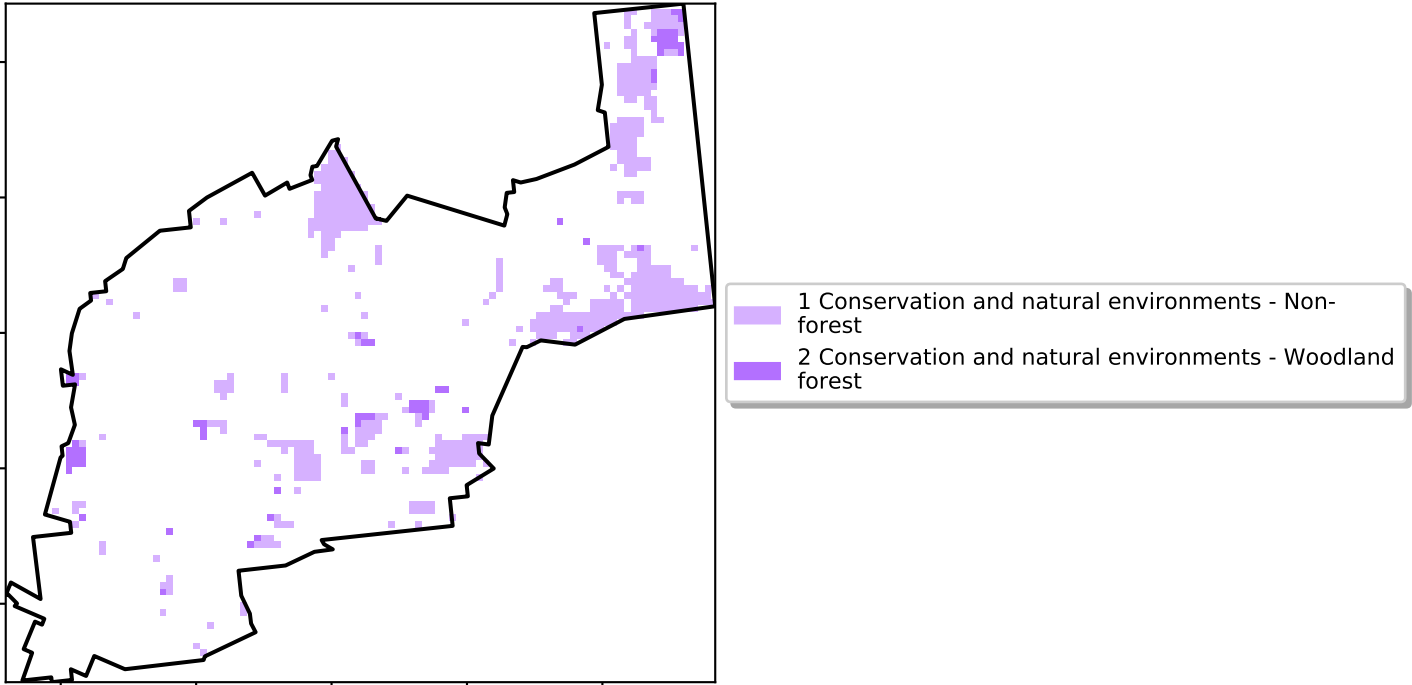 1 Conservation and natural environments - Non-
forest
2 Conservation and natural environments - Woodland
forest